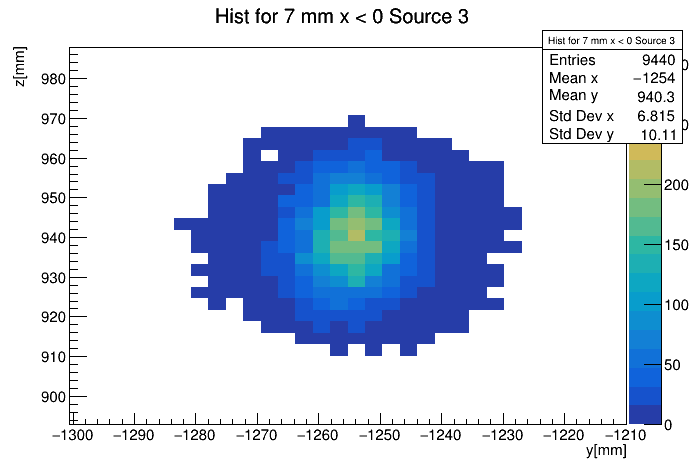 Hist for 7 mm x < 0 Source 3
z[mm]
Hist for 7 mm x < 0 Source 3
Entries 9440
Mean x −1254
Mean y 940.3
Std Dev x 6.815
Std Dev y 10.11
980
970
960
950
940
930
920
910
900
200
150
100
50
0
−1300 −1290 −1280 −1270 −1260 −1250 −1240 −1230 −1220 −1210
y[mm]